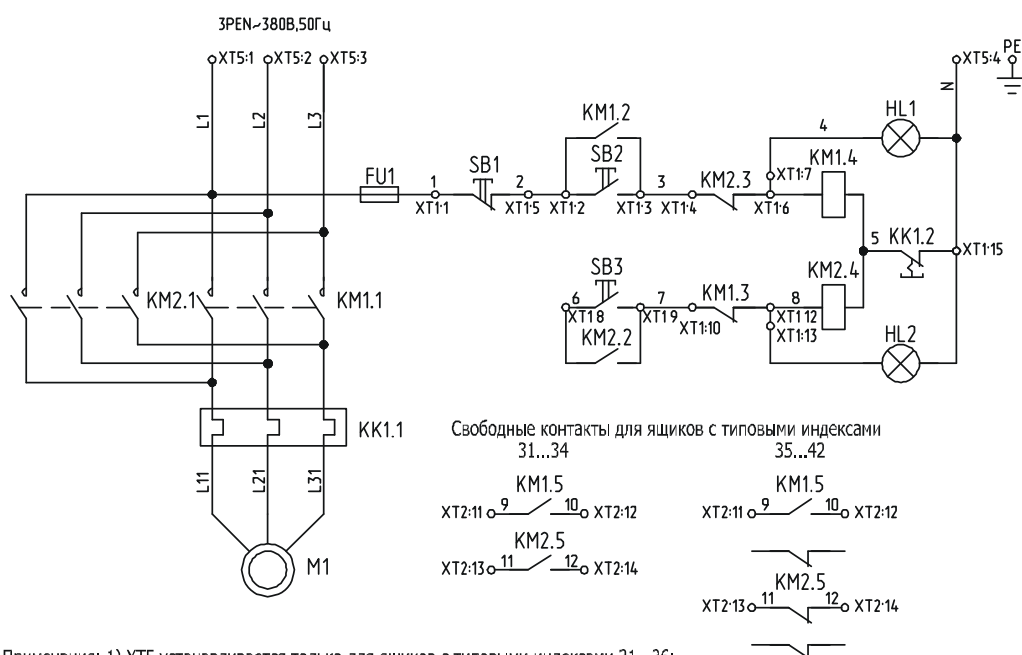 3PEN~380В,50Гц
XT5:1 XT5:2 XT5:3 XT5:4 PE
L1 L2 L3 N
KM1.2 4 HL1
FU1 1 SB1 2 SB2 3 KM2.3 XT1:7 KM1.4
XT1:1 XT1:5 XT1:2 XT1:3 XT1:4 XT1:6
5 KK1.2 XT1:15
KM2.1 KM1.1 SB3 KM1.3 KM2.4
6 7 8
XT1 8 XT1 9 XT1:10 XT1 12
XT1:13
KM2.2 HL2
KK1.1
Свободные контакты для ящиков с типовыми индексами
31...34 35...42
L11 L21 L31
KM1.5 KM1.5
XT2:11 9 10 XT2:12 XT2:11 9 10 XT2:12
KM2.5
XT2:13 11 12 XT2:14
M1
KM2.5
XT2:13 11 12 XT2:14